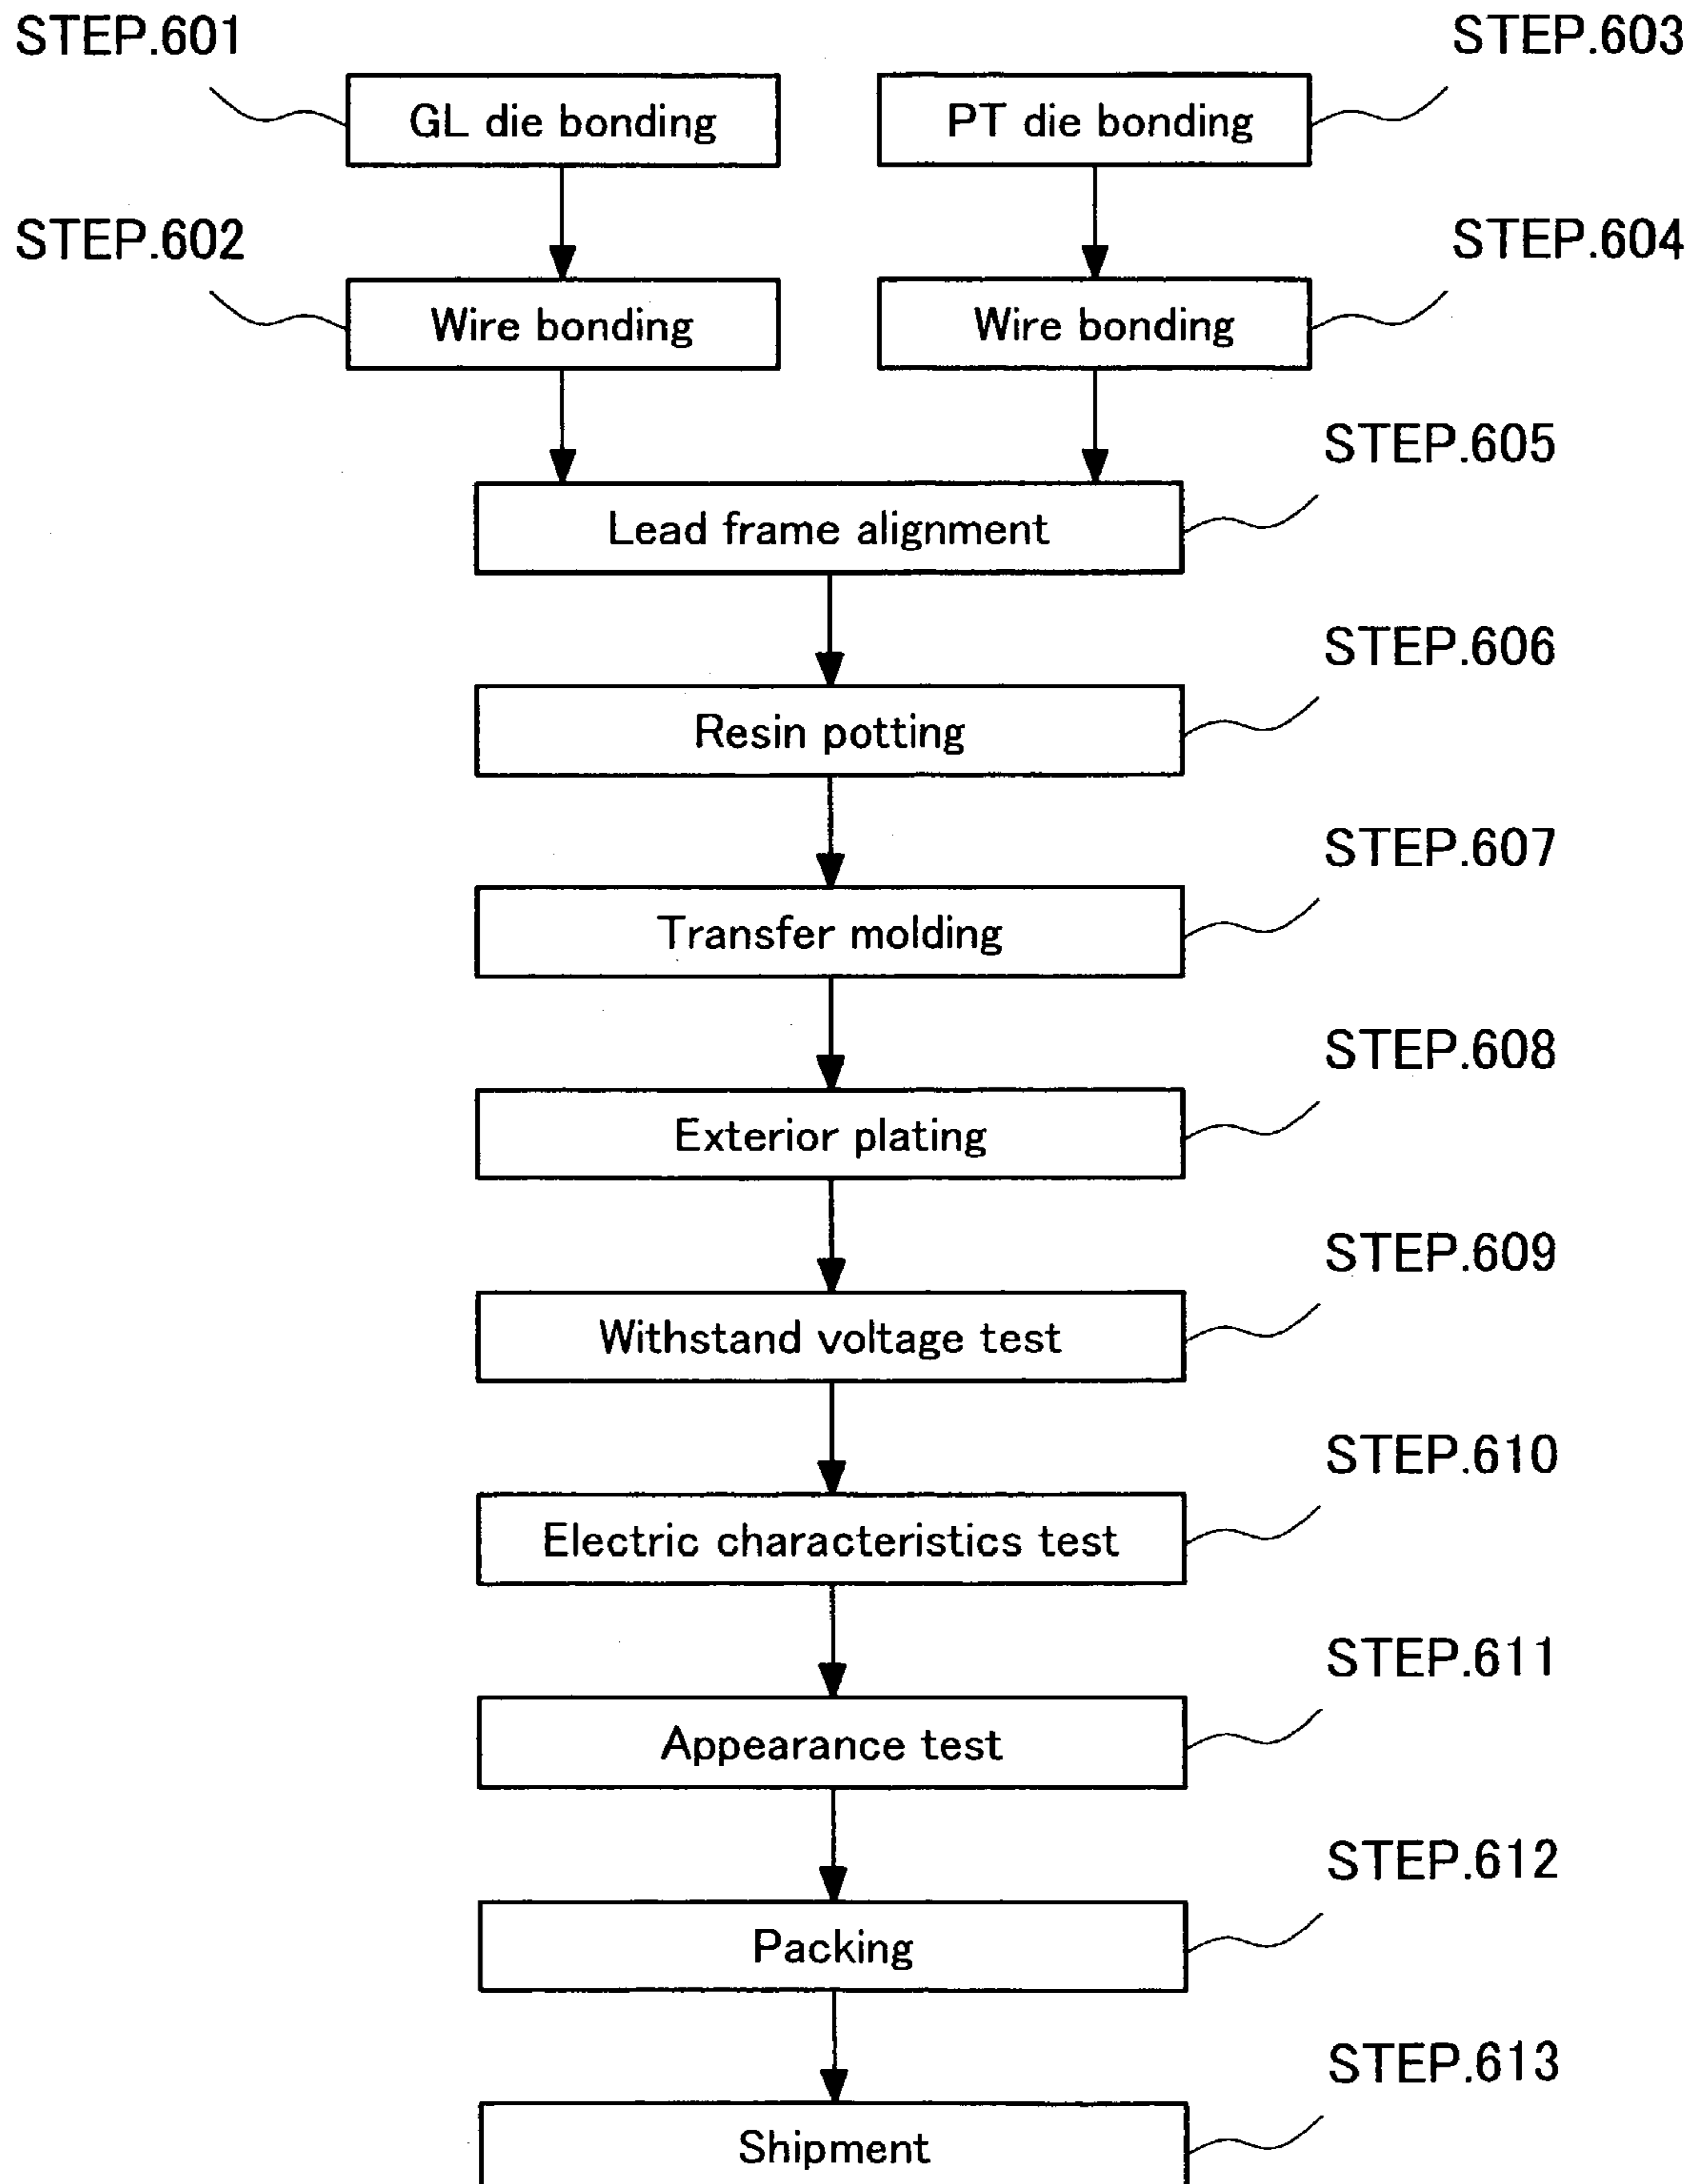 STEP.601
STEP.603
GL die bonding
PT die bonding
STEP.602
STEP.604
Wire bonding
Wire bonding
STEP.605
Lead frame alignment
STEP.606
Resin potting
STEP.607
Transfer molding
STEP.608
Exterior plating
STEP.609
Withstand voltage test
STEP.610
Electric characteristics test
STEP.611
Appearance test
STEP.612
Packing
STEP.613
Shipment